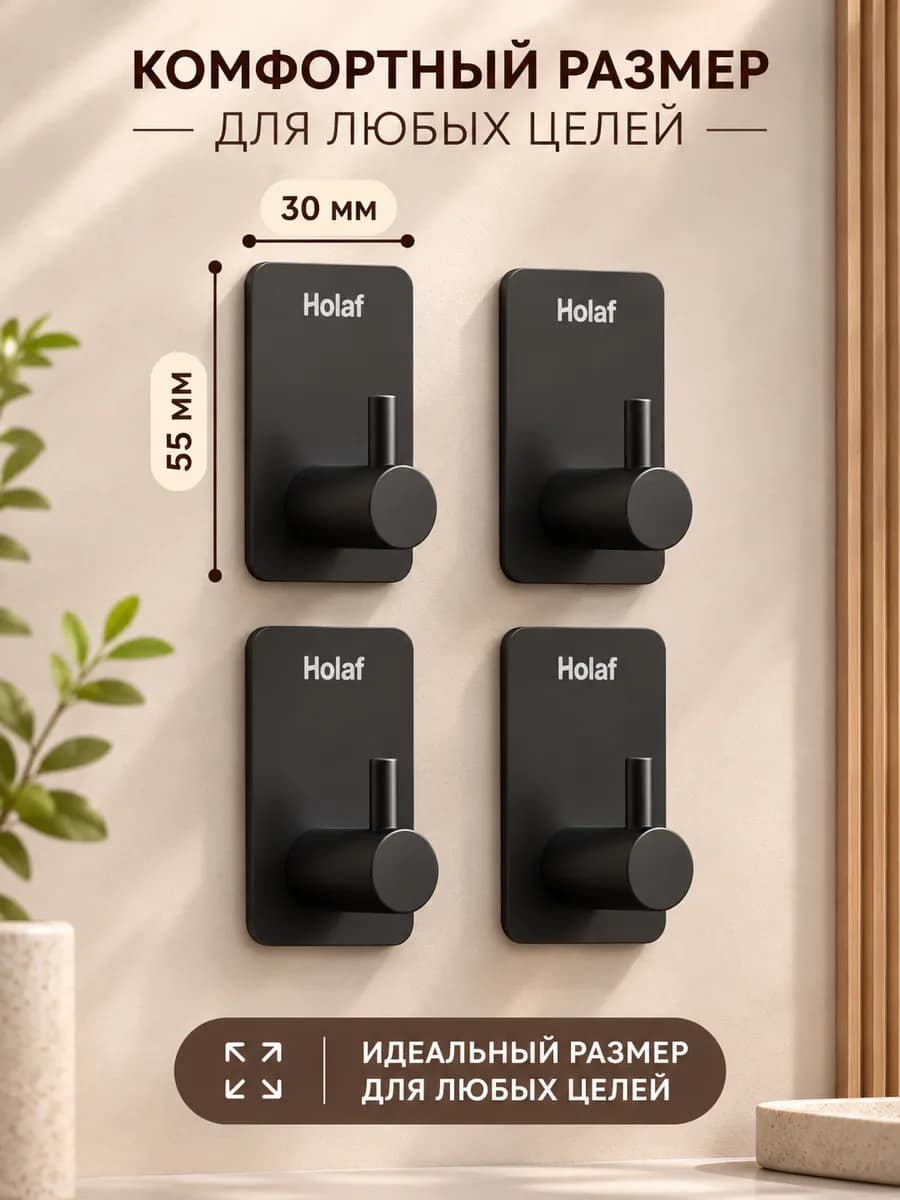 КОМФОРТНЫЙ РАЗМЕР
ДЛЯ ЛЮБЫХ ЦЕЛЕЙ
30 мм
55 мм
Holaf
Holaf
Holaf
Holaf
ИДЕАЛЬНЫЙ РАЗМЕР
ДЛЯ ЛЮБЫХ ЦЕЛЕЙ